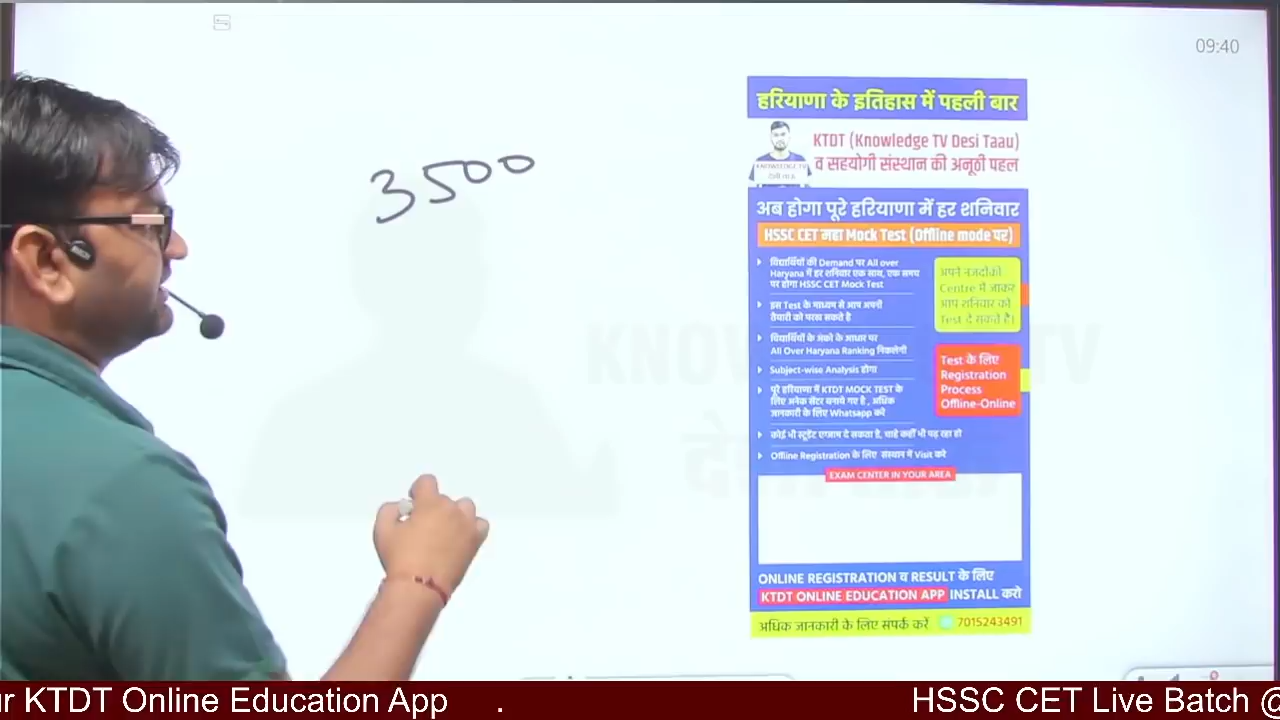 09:40
3500
हरियाणा के इतिहास में पहली बार
KTDT (Knowledge TV Desi Taau)
व सहयोगी संस्थान की अनूठी पहल
KNOWLEDGE TV
देसी ताऊ
अब होगा पूरे हरियाणा में हर शनिवार
HSSC CET महा Mock Test (Offline mode पर)
विद्यार्थियों की Demand पर All over
Haryana में हर शनिवार एक साथ, एक समय
पर होगा HSSC CET Mock Test
इस Test के माध्यम से आप अपनी
तैयारी को परख सकते है
विद्यार्थियों के अंको के आधार पर
All Over Haryana Ranking निकलेगी
Subject-wise Analysis होगा
पूरे हरियाणा में KTDT MOCK TEST के
लिए अनेक सेंटर बनाये गए है, अधिक
जानकारी के लिए Whatsapp करे
कोई भी स्टूडेंट एग्जाम दे सकता है, चाहे कहीं भी पढ़ रहा हो
Offline Registration के लिए संस्थान में Visit करे
अपने नजदीकी
Centre में जाकर
आप शनिवार को
Test दे सकते है।
Test के लिए
Registration
Process
Offline-Online
EXAM CENTER IN YOUR AREA
ONLINE REGISTRATION व RESULT के लिए
KTDT ONLINE EDUCATION APP INSTALL करो
अधिक जानकारी के लिए संपर्क करें 7015243491
KNOW TV
ur KTDT Online Education App . HSSC CET Live Batch @